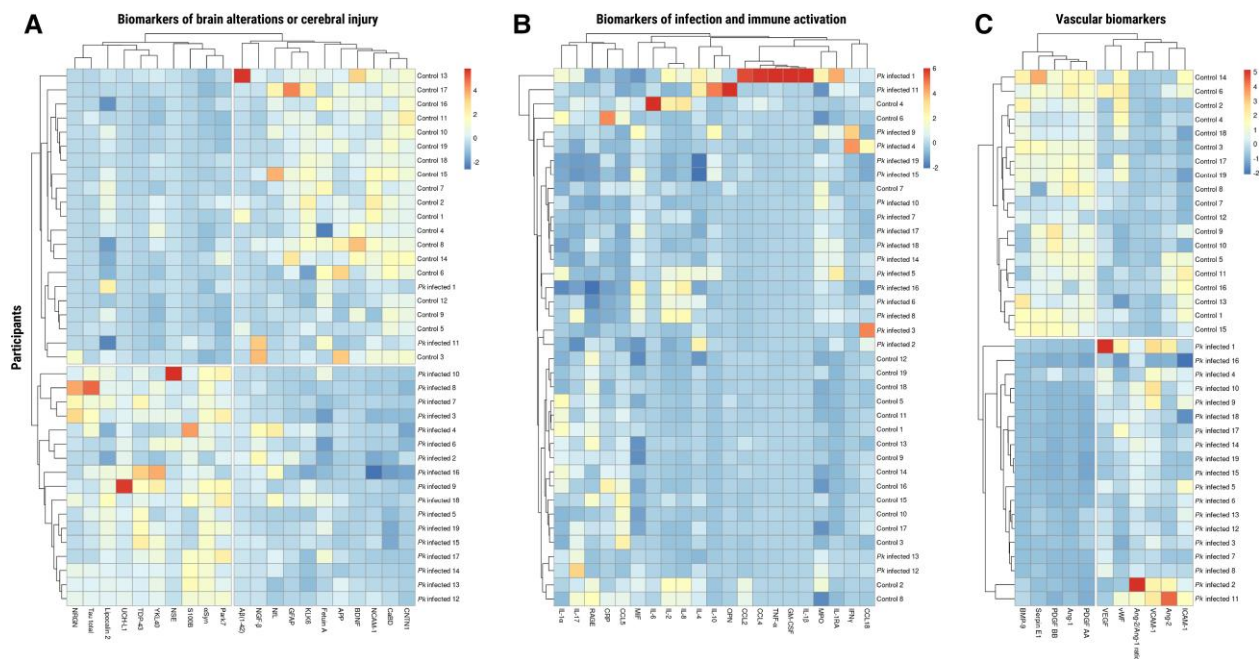 A
Biomarkers of brain alterations or cerebral injury
Participants
6
4
2
0
-2
Control 13
Control 17
Control 16
Control 11
Control 10
Control 19
Control 18
Control 15
Control 7
Control 2
Control 1
Control 4
Control 8
Control 14
Control 6
Pk infected 1
Control 12
Control 9
Control 5
Pk infected 11
Control 3
Pk infected 10
Pk infected 8
Pk infected 7
Pk infected 3
Pk infected 4
Pk infected 6
Pk infected 2
Pk infected 16
Pk infected 9
Pk infected 18
Pk infected 5
Pk infected 19
Pk infected 15
Pk infected 17
Pk infected 14
Pk infected 13
Pk infected 12
NRGN
Tau total
Lipocalin 2
UCH-L1
TDP-43
YKL40
NSE
S100B
αSyn
Park7
Aβ(1-42)
NGF-β
NfL
GFAP
KLK6
Fetuin A
APP
BDNF
NCAM-1
CaBD
CNTN1
B
Biomarkers of infection and immune activation
6
4
2
0
-2
Pk infected 1
Pk infected 11
Control 4
Control 6
Pk infected 9
Pk infected 4
Pk infected 19
Pk infected 15
Control 7
Pk infected 10
Pk infected 7
Pk infected 17
Pk infected 18
Pk infected 14
Pk infected 5
Pk infected 16
Pk infected 6
Pk infected 8
Pk infected 3
Pk infected 2
Control 12
Control 19
Control 18
Control 5
Control 11
Control 1
Control 13
Control 9
Control 14
Control 16
Control 15
Control 10
Control 17
Control 3
Pk infected 13
Pk infected 12
Control 2
Control 8
IL-1α
IL-17
RAGE
CRP
CCL5
MIF
IL-6
IL-2
IL-8
IL-4
IL-10
OPN
CCL2
CCL4
TNF-α
GM-CSF
IL-1β
MPO
IL-1RA
IFNγ
CCL18
C
Vascular biomarkers
5
4
3
2
1
0
-1
-2
Control 14
Control 6
Control 2
Control 4
Control 18
Control 3
Control 17
Control 19
Control 8
Control 7
Control 12
Control 9
Control 10
Control 5
Control 11
Control 16
Control 13
Control 1
Control 15
Pk infected 1
Pk infected 16
Pk infected 4
Pk infected 10
Pk infected 9
Pk infected 18
Pk infected 17
Pk infected 14
Pk infected 19
Pk infected 15
Pk infected 5
Pk infected 6
Pk infected 13
Pk infected 12
Pk infected 3
Pk infected 7
Pk infected 8
Pk infected 2
Pk infected 11
BMP-9
Serpin E1
PDGF BB
Ang-1
PDGF AA
VEGF
vWF
Ang-2/Ang-1 ratio
VCAM-1
Ang-2
ICAM-1